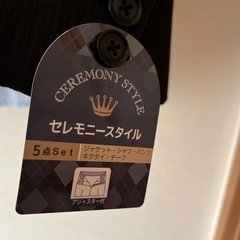 CEREMONY STYLE
セレモニースタイル
5点Set
ジャケット・シャツ・パンツ
ネクタイ・チーフ
アジャスター付